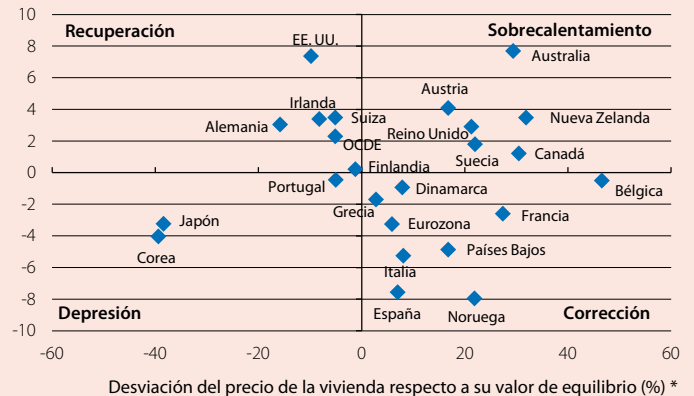 10
8
6
4
2
0
-2
-4
-6
-8
-10
Recuperación
Sobrecalentamiento
EE. UU.
Australia
Austria
Irlanda
Suiza
Nueva Zelanda
Alemania
Reino Unido
OCDE
Suecia
Canadá
Finlandia
Portugal
Dinamarca
Bélgica
Grecia
Japón
Eurozona
Francia
Corea
Países Bajos
Italia
Depresión
España
Noruega
Corrección
-60
-40
-20
0
20
40
60
Desviación del precio de la vivienda respecto a su valor de equilibrio (%) *